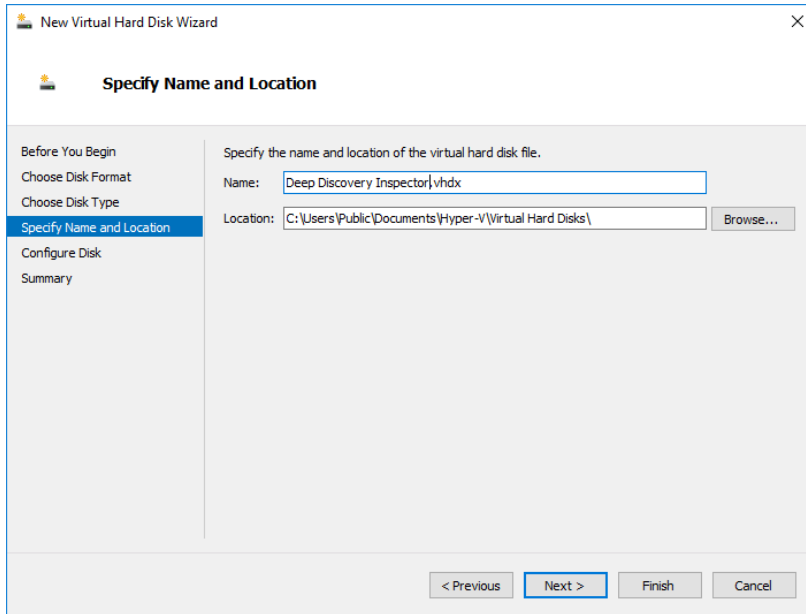 New Virtual Hard Disk Wizard
Specify Name and Location
Before You Begin
Choose Disk Format
Choose Disk Type
Specify Name and Location
Configure Disk
Summary
Specify the name and location of the virtual hard disk file.
Name: Deep Discovery Inspector.vhdx
Location: C:\Users\Public\Documents\Hyper-V\Virtual Hard Disks\ Browse...
< Previous Next > Finish Cancel